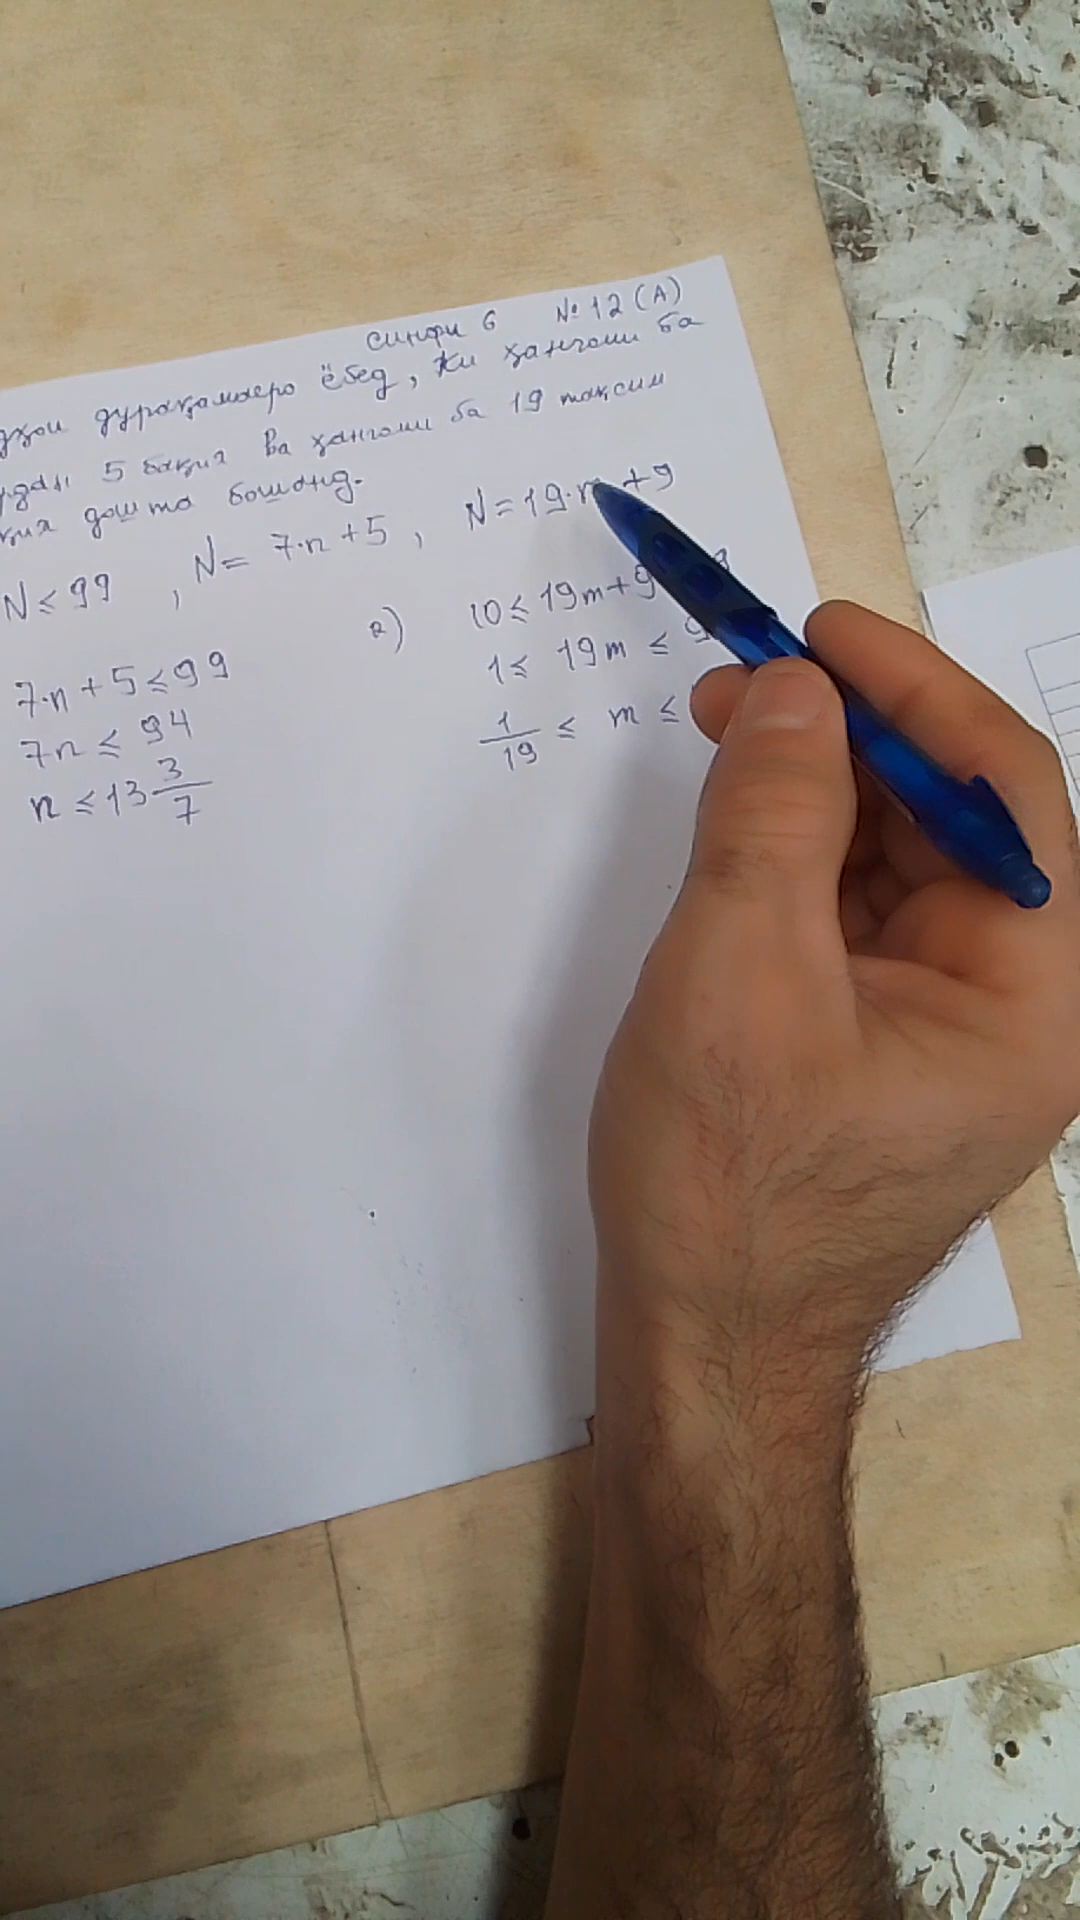 синфи 6 № 12 (А)
дурақамаеро ёбед, ки ҳангоми ба
5 бақия ва ҳангоми ба 19 тақсим
дошта бошанд.
N ≤ 99 , N = 7·n + 5 , N = 19·m + 9
7·n + 5 ≤ 99
7n ≤ 94
n ≤ 13 3/7
2) 10 ≤ 19m + 9
1 ≤ 19m ≤ 9
1/19 ≤ m ≤